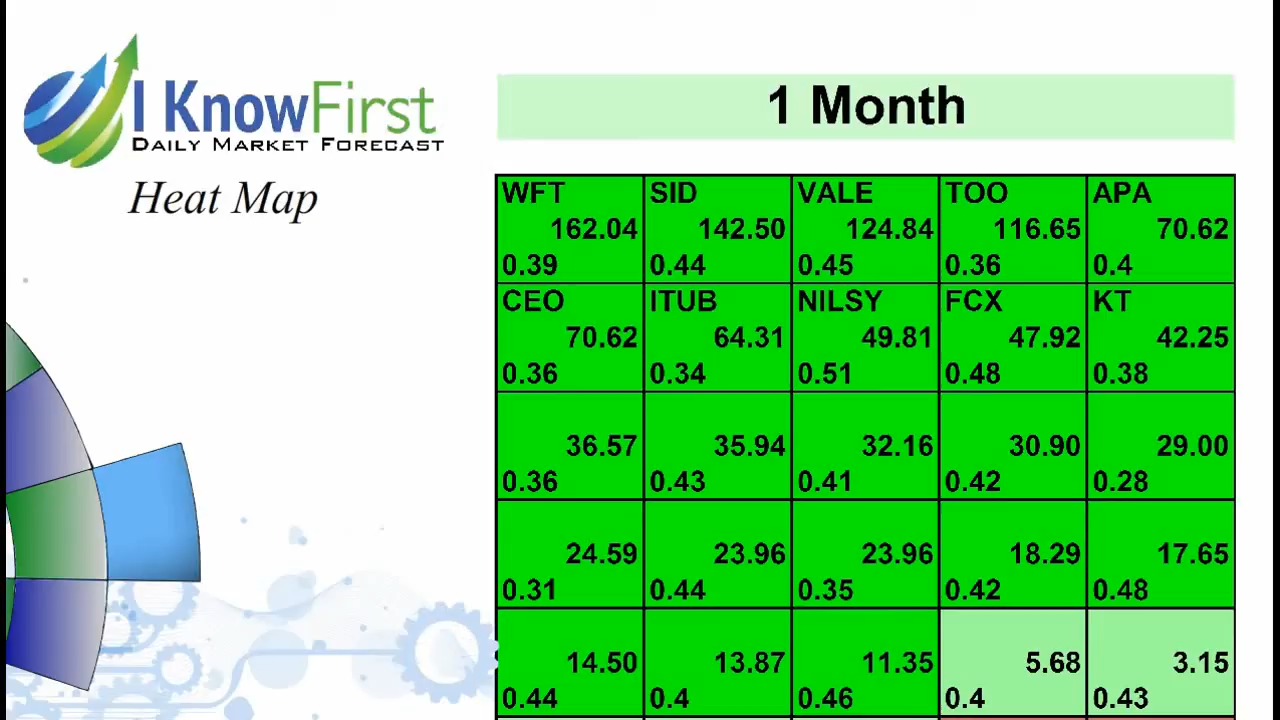 I KnowFirst
DAILY MARKET FORECAST
Heat Map
1 Month
WFT SID VALE TOO APA
162.04 142.50 124.84 116.65 70.62
0.39 0.44 0.45 0.36 0.4
CEO ITUB NILSY FCX KT
70.62 64.31 49.81 47.92 42.25
0.36 0.34 0.51 0.48 0.38
36.57 35.94 32.16 30.90 29.00
0.36 0.43 0.41 0.42 0.28
24.59 23.96 23.96 18.29 17.65
0.31 0.44 0.35 0.42 0.48
14.50 13.87 11.35 5.68 3.15
0.44 0.4 0.46 0.4 0.43